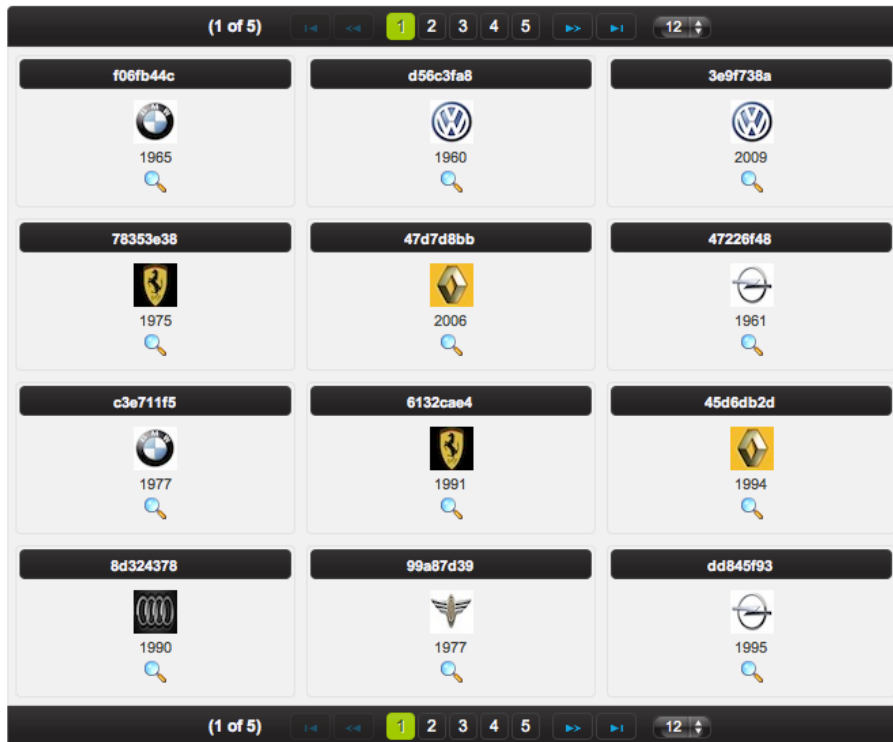 (1 of 5) 1 2 3 4 5 12
f06fb44c d56c3fa8 3e9f738a
1965 1960 2009
78353e38 47d7d8bb 47226f48
1975 2006 1961
c3e711f5 6132cae4 45d6db2d
1977 1991 1994
8d324378 99a87d39 dd845f93
1990 1977 1995
(1 of 5) 1 2 3 4 5 12